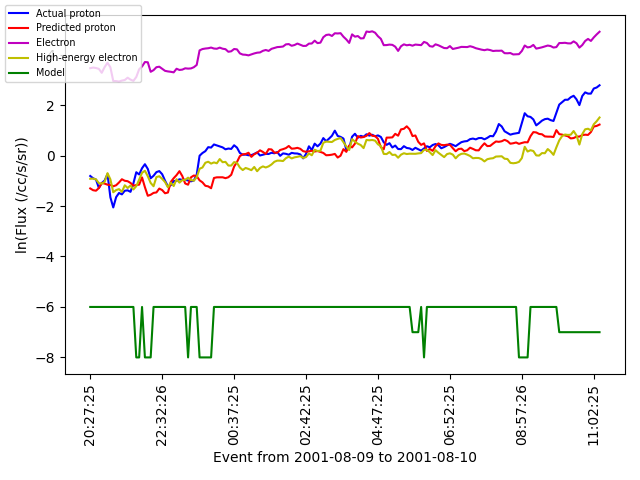 Actual proton
Predicted proton
Electron
High-energy electron
Model
ln(Flux (/cc/s/sr))
2
0
−2
−4
−6
−8
20:27:25
22:32:26
00:37:25
02:42:25
04:47:25
06:52:25
08:57:26
11:02:25
Event from 2001-08-09 to 2001-08-10